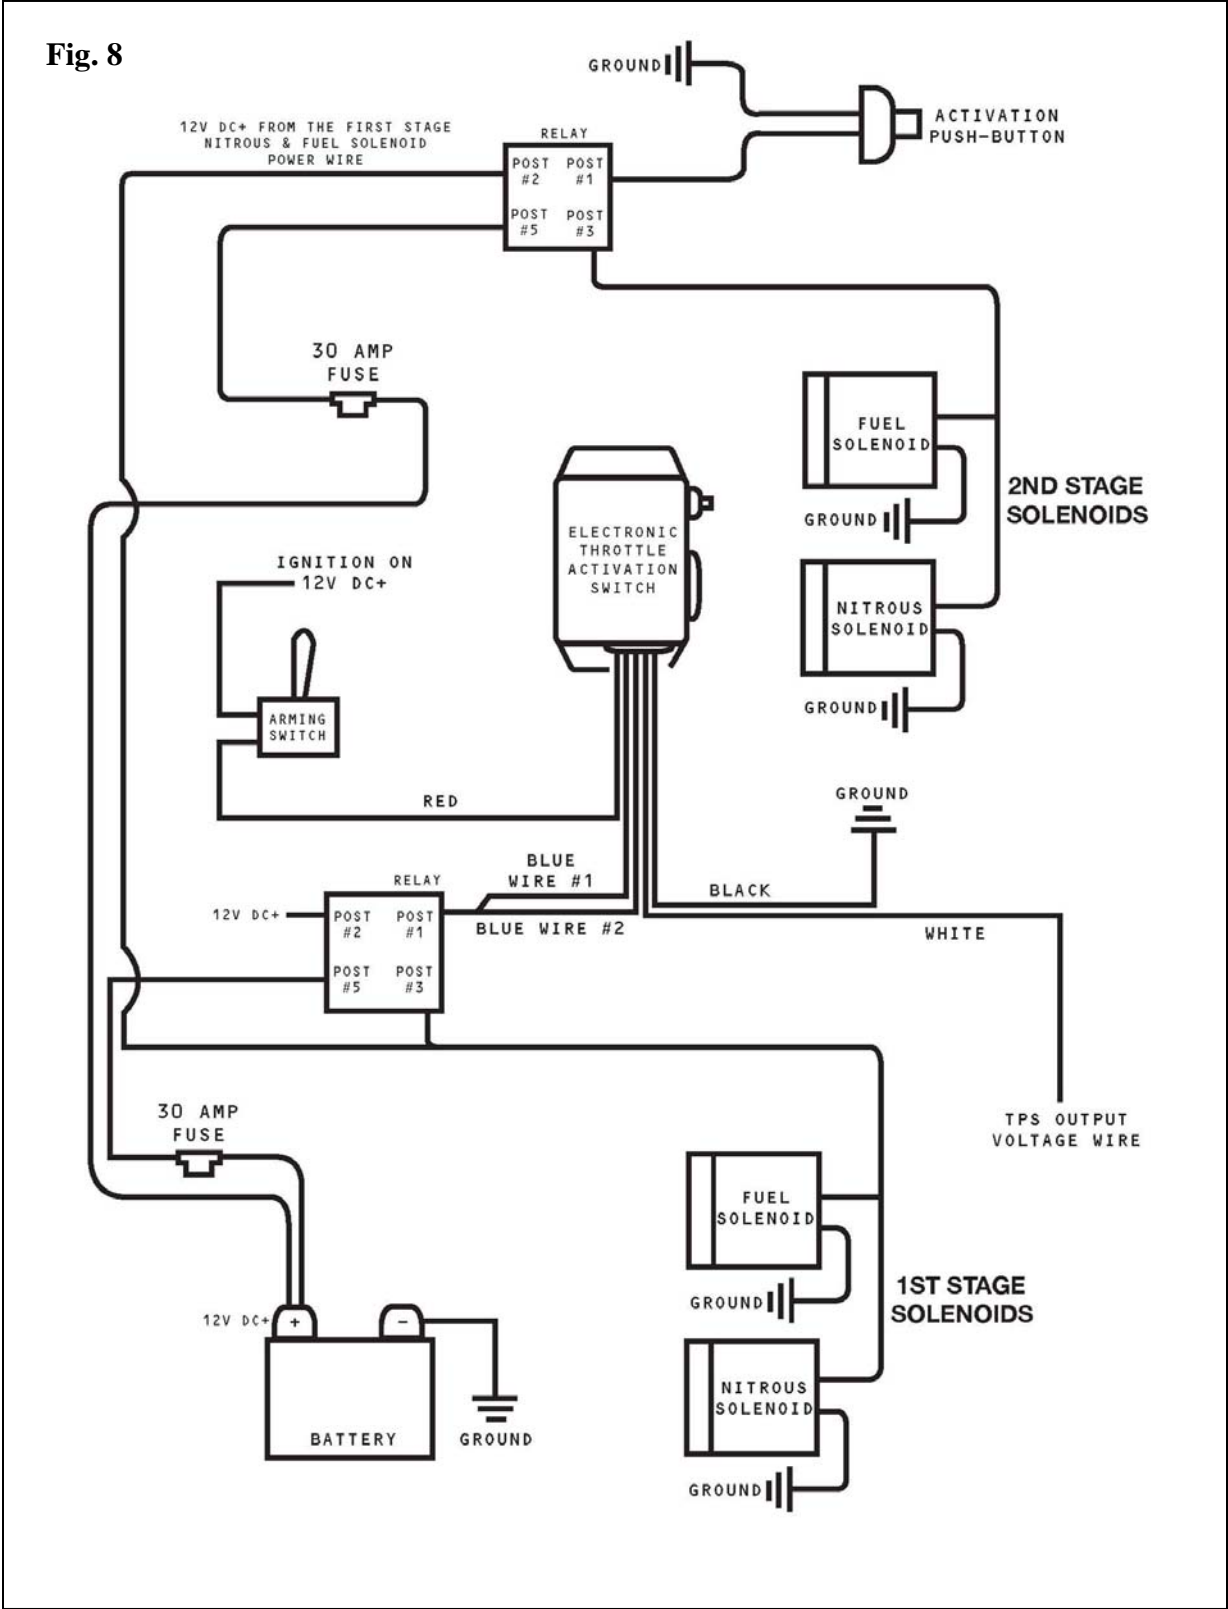 Fig. 8
GROUND
ACTIVATION
PUSH-BUTTON
12V DC+ FROM THE FIRST STAGE
NITROUS & FUEL SOLENOID
POWER WIRE
RELAY
POST
#2
POST
#1
POST
#5
POST
#3
30 AMP
FUSE
FUEL
SOLENOID
GROUND
2ND STAGE
SOLENOIDS
ELECTRONIC
THROTTLE
ACTIVATION
SWITCH
IGNITION ON
12V DC+
NITROUS
SOLENOID
GROUND
ARMING
SWITCH
RED
GROUND
BLUE
WIRE #1
BLACK
RELAY
12V DC+
POST
#2
POST
#1
BLUE WIRE #2
WHITE
POST
#5
POST
#3
30 AMP
FUSE
TPS OUTPUT
VOLTAGE WIRE
FUEL
SOLENOID
GROUND
1ST STAGE
SOLENOIDS
12V DC+
+
−
BATTERY
GROUND
NITROUS
SOLENOID
GROUND